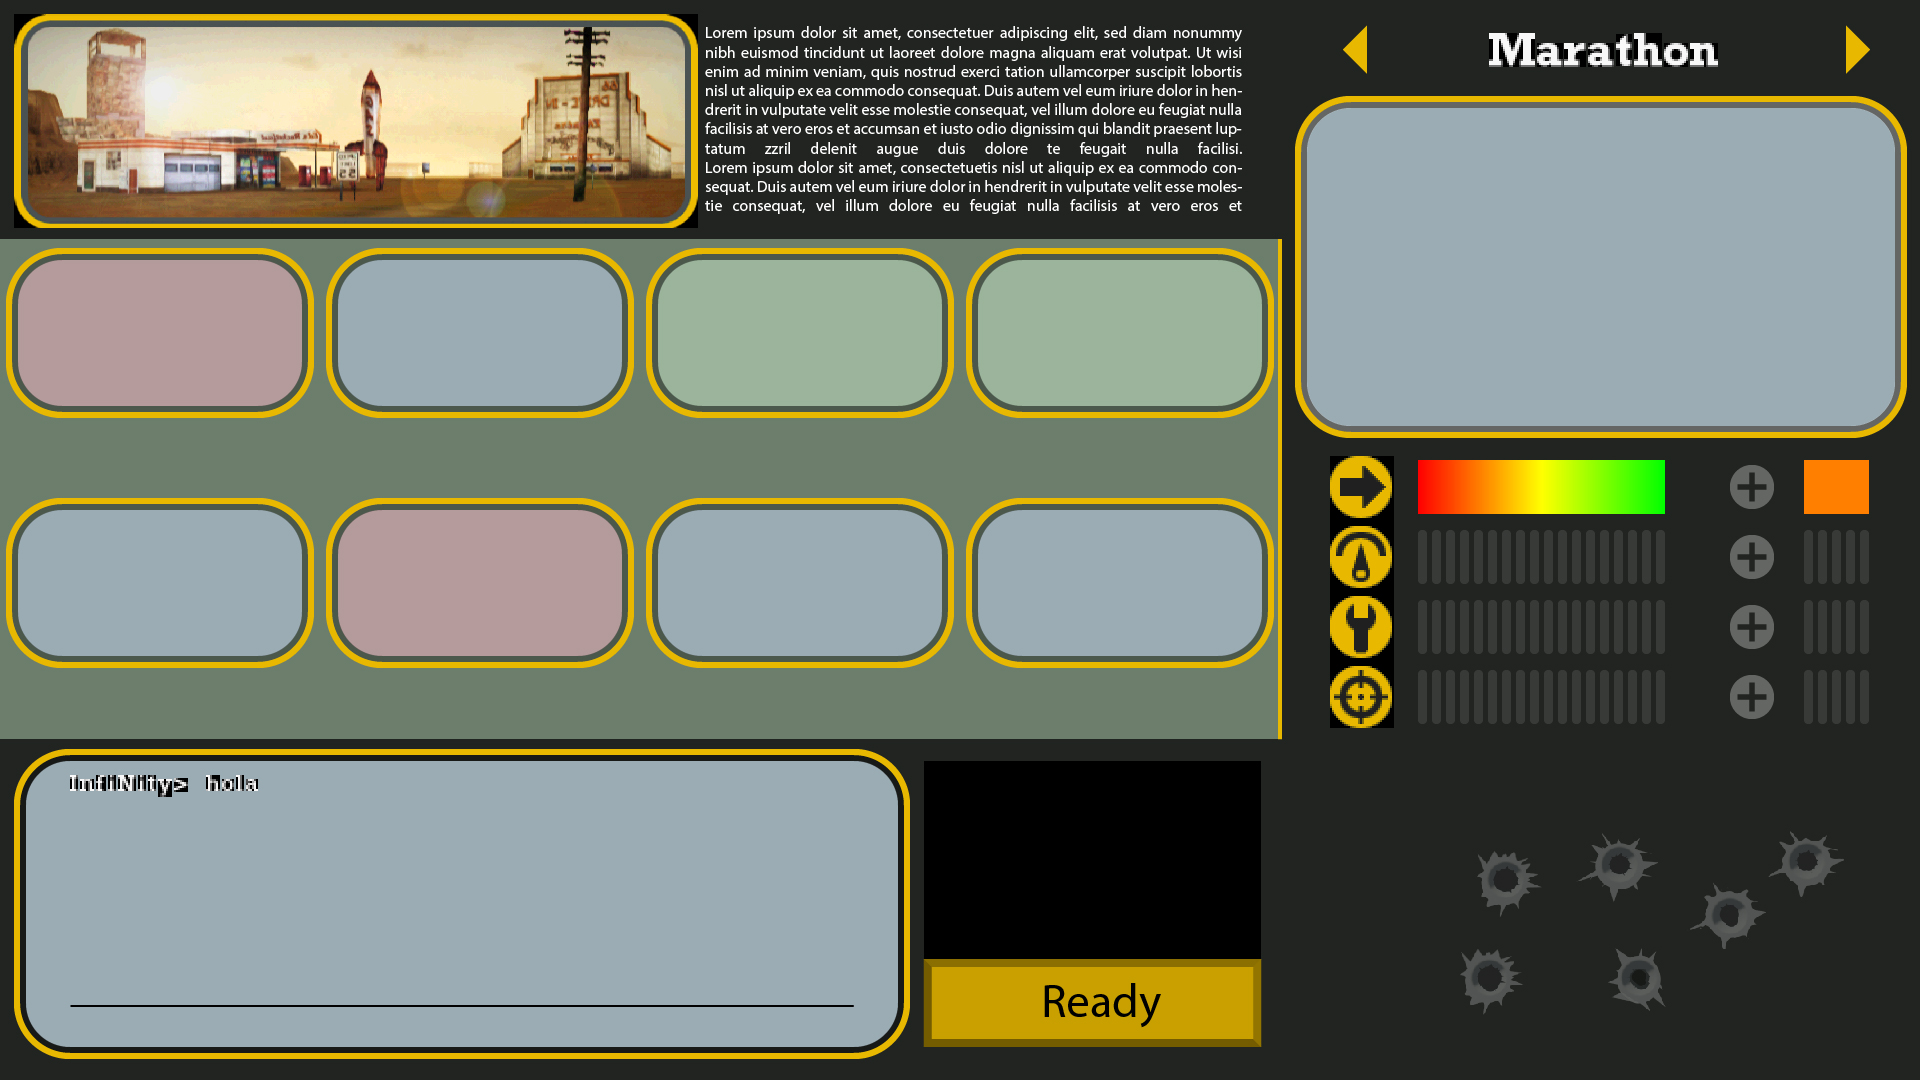 Lorem ipsum dolor sit amet, consectetuer adipiscing elit, sed diam nonummy
nibh euismod tincidunt ut laoreet dolore magna aliquam erat volutpat. Ut wisi
enim ad minim veniam, quis nostrud exerci tation ullamcorper suscipit lobortis
nisl ut aliquip ex ea commodo consequat. Duis autem vel eum iriure dolor in hen-
drerit in vulputate velit esse molestie consequat, vel illum dolore eu feugiat nulla
facilisis at vero eros et accumsan et iusto odio dignissim qui blandit praesent lup-
tatum zzril delenit augue duis dolore te feugait nulla facilisi.
Lorem ipsum dolor sit amet, consectetuetis nisl ut aliquip ex ea commodo con-
sequat. Duis autem vel eum iriure dolor in hendrerit in vulputate velit esse moles-
tie consequat, vel illum dolore eu feugiat nulla facilisis at vero eros et
Marathon
InfiNity> hola
Ready